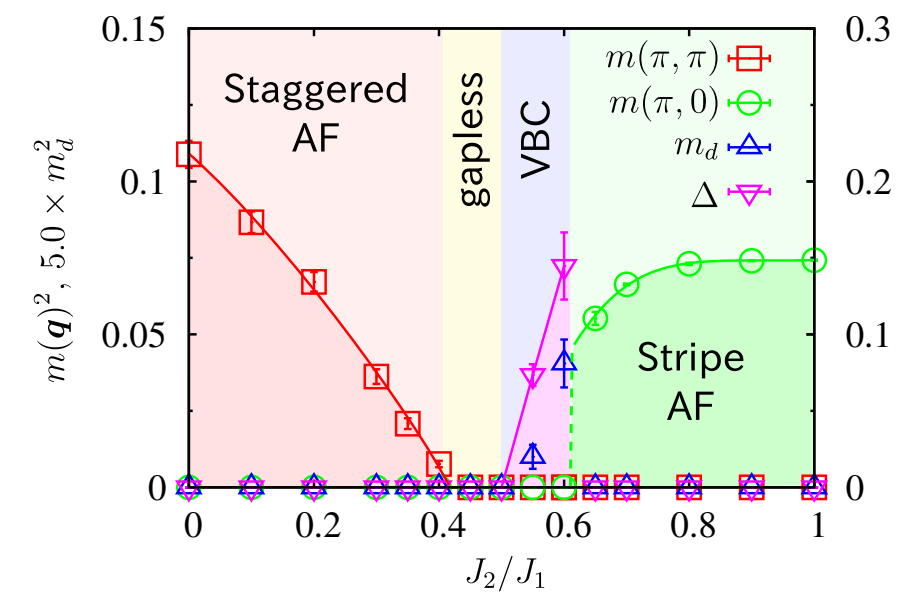 0.15
0.1
0.05
0
0.3
0.2
0.1
0
m(q)², 5.0 × m_d²
Staggered
AF
gapless
VBC
m(π, π)
m(π, 0)
m_d
Δ
Stripe
AF
0 0.2 0.4 0.6 0.8 1
J₂/J₁